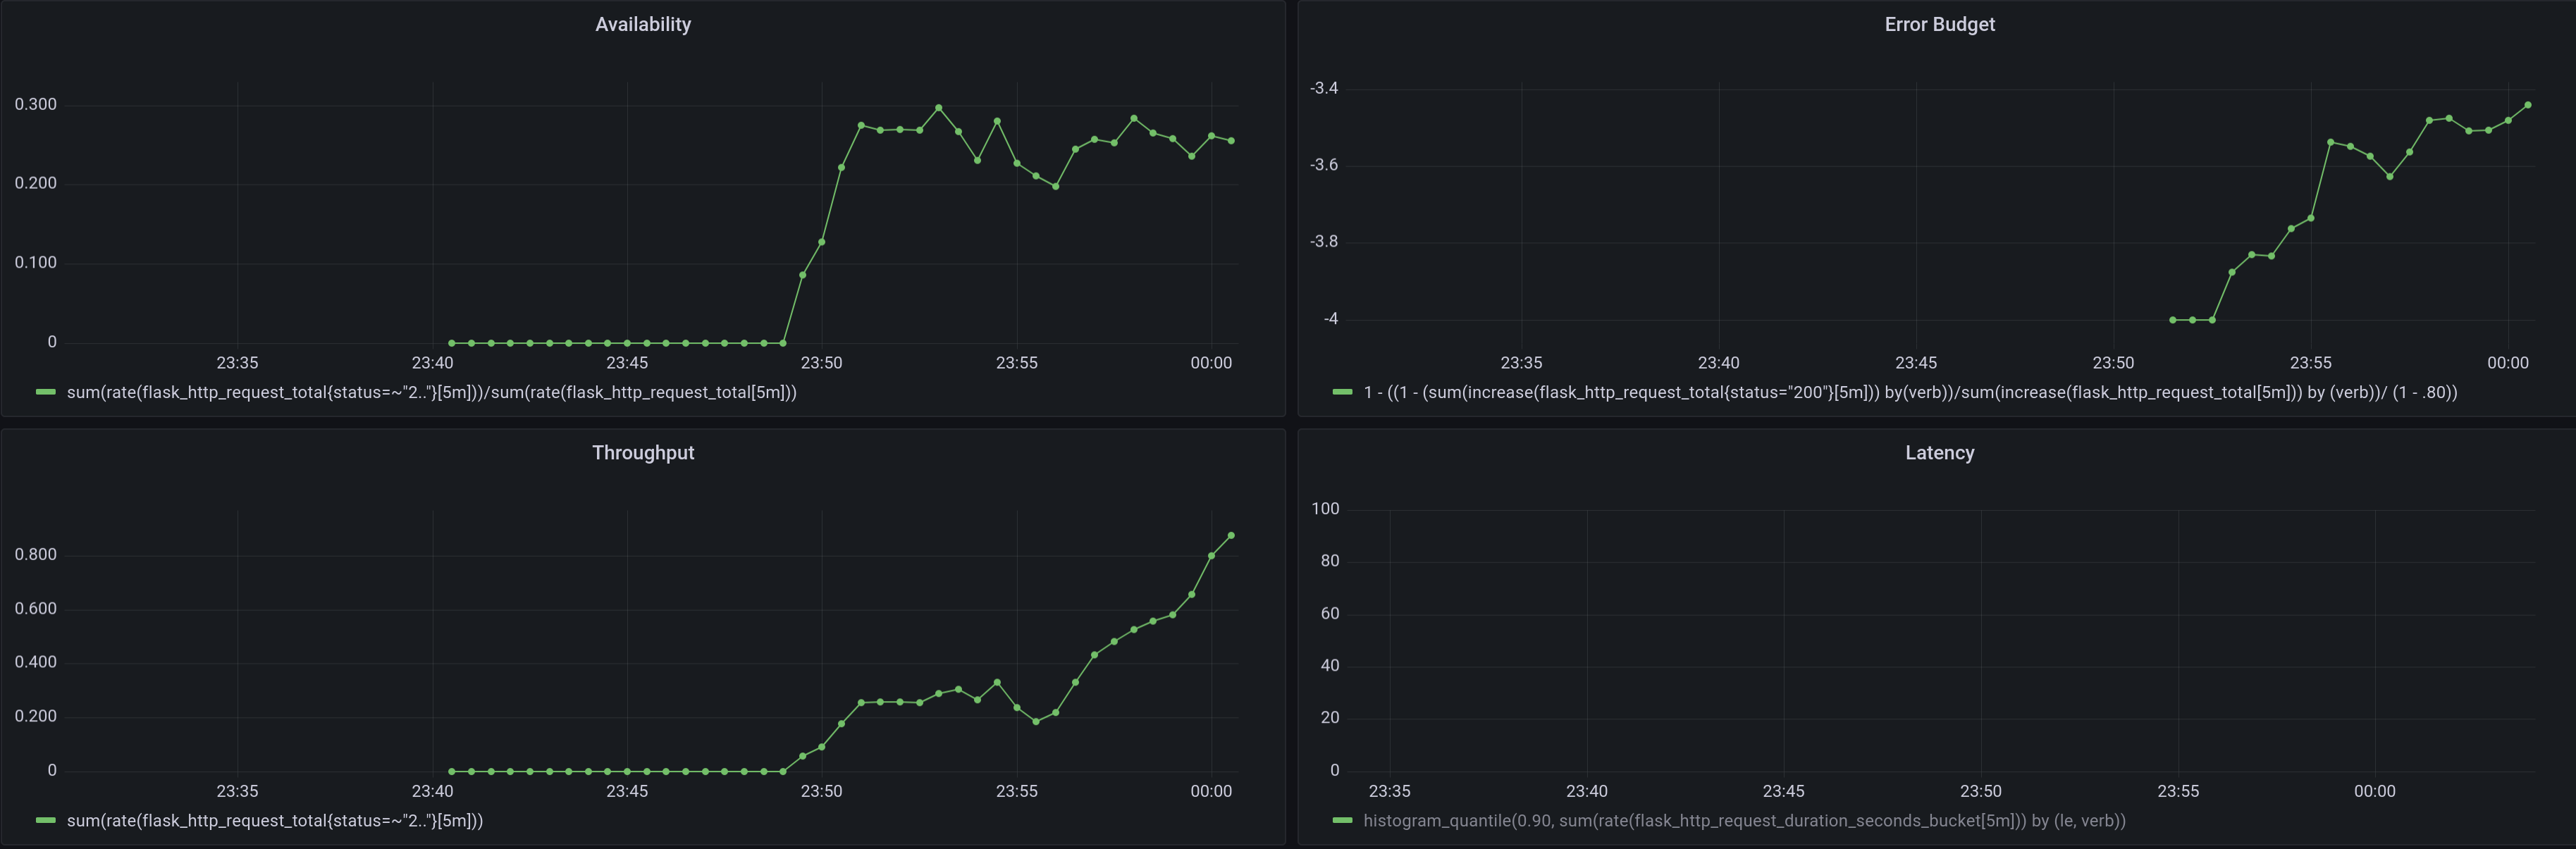 Availability
0.300
0.200
0.100
0
23:35 23:40 23:45 23:50 23:55 00:00
sum(rate(flask_http_request_total{status=~"2.."}[5m]))/sum(rate(flask_http_request_total[5m]))
Error Budget
-3.4
-3.6
-3.8
-4
23:35 23:40 23:45 23:50 23:55 00:00
1 - ((1 - (sum(increase(flask_http_request_total{status="200"}[5m])) by(verb))/sum(increase(flask_http_request_total[5m])) by (verb))/ (1 - .80))
Throughput
0.800
0.600
0.400
0.200
0
23:35 23:40 23:45 23:50 23:55 00:00
sum(rate(flask_http_request_total{status=~"2.."}[5m]))
Latency
100
80
60
40
20
0
23:35 23:40 23:45 23:50 23:55 00:00
histogram_quantile(0.90, sum(rate(flask_http_request_duration_seconds_bucket[5m])) by (le, verb))